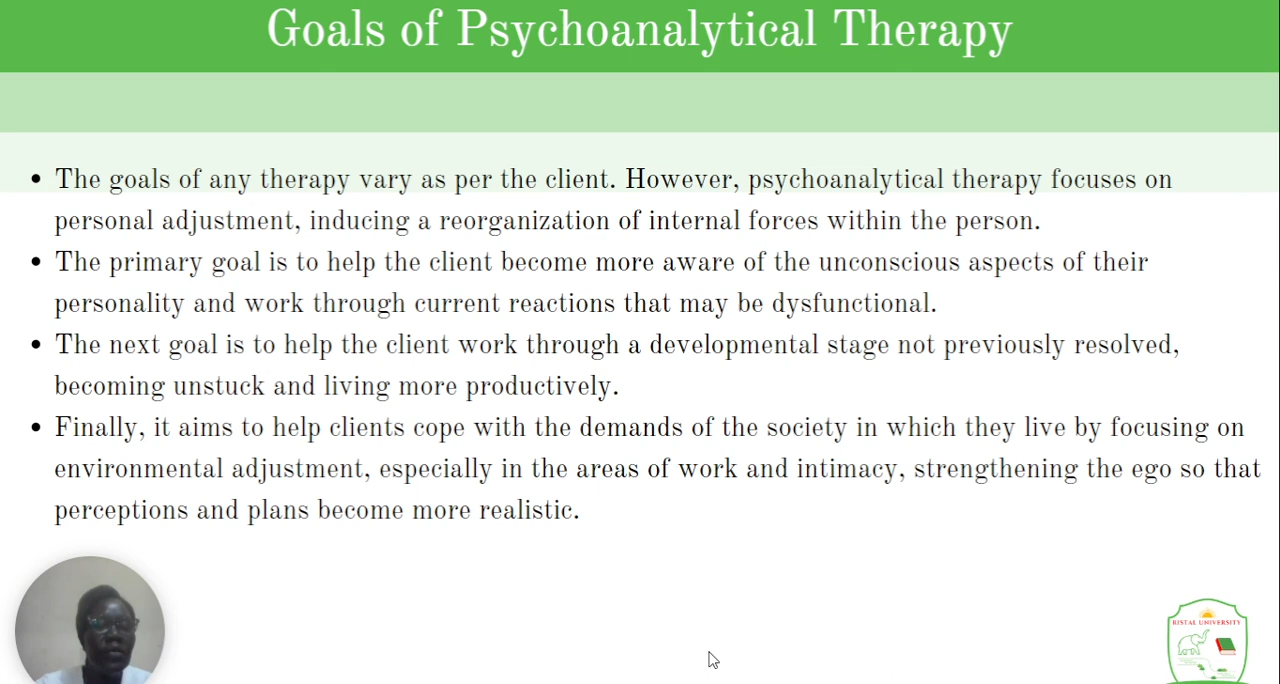 Goals of Psychoanalytical Therapy
• The goals of any therapy vary as per the client. However, psychoanalytical therapy focuses on
personal adjustment, inducing a reorganization of internal forces within the person.
• The primary goal is to help the client become more aware of the unconscious aspects of their
personality and work through current reactions that may be dysfunctional.
• The next goal is to help the client work through a developmental stage not previously resolved,
becoming unstuck and living more productively.
• Finally, it aims to help clients cope with the demands of the society in which they live by focusing on
environmental adjustment, especially in the areas of work and intimacy, strengthening the ego so that
perceptions and plans become more realistic.
RISTAL UNIVERSITY